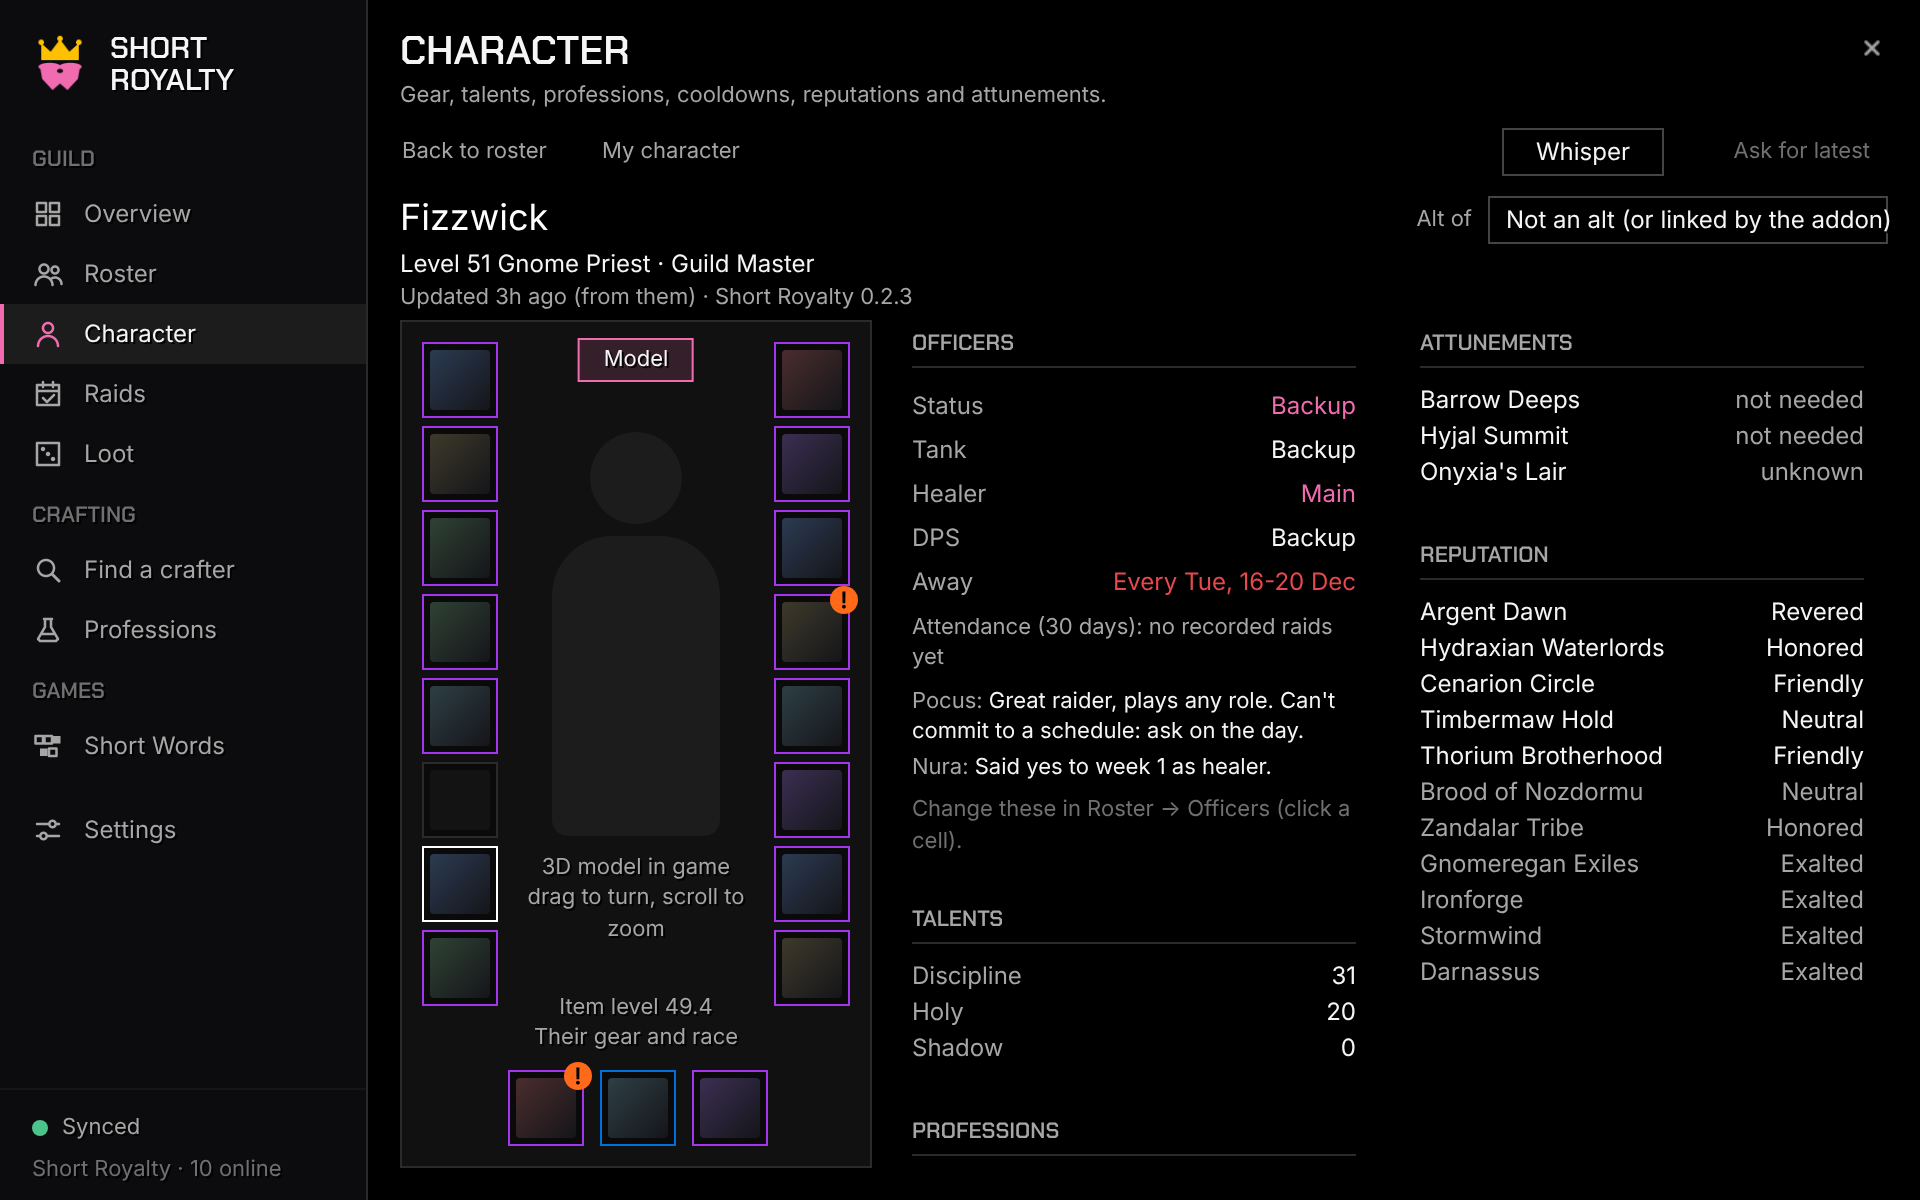 SHORT
ROYALTY
GUILD
Overview
Roster
Character
Raids
Loot
CRAFTING
Find a crafter
Professions
GAMES
Short Words
Settings
Synced
Short Royalty · 10 online
CHARACTER
Gear, talents, professions, cooldowns, reputations and attunements.
Back to roster
My character
Whisper
Ask for latest
Fizzwick
Alt of
Not an alt (or linked by the addon)
Level 51 Gnome Priest · Guild Master
Updated 3h ago (from them) · Short Royalty 0.2.3
Model
!
3D model in game
drag to turn, scroll to
zoom
Item level 49.4
Their gear and race
!
OFFICERS
Status Backup
Tank Backup
Healer Main
DPS Backup
Away Every Tue, 16-20 Dec
Attendance (30 days): no recorded raids
yet
Pocus: Great raider, plays any role. Can't
commit to a schedule: ask on the day.
Nura: Said yes to week 1 as healer.
Change these in Roster → Officers (click a
cell).
TALENTS
Discipline 31
Holy 20
Shadow 0
PROFESSIONS
ATTUNEMENTS
Barrow Deeps not needed
Hyjal Summit not needed
Onyxia's Lair unknown
REPUTATION
Argent Dawn Revered
Hydraxian Waterlords Honored
Cenarion Circle Friendly
Timbermaw Hold Neutral
Thorium Brotherhood Friendly
Brood of Nozdormu Neutral
Zandalar Tribe Honored
Gnomeregan Exiles Exalted
Ironforge Exalted
Stormwind Exalted
Darnassus Exalted